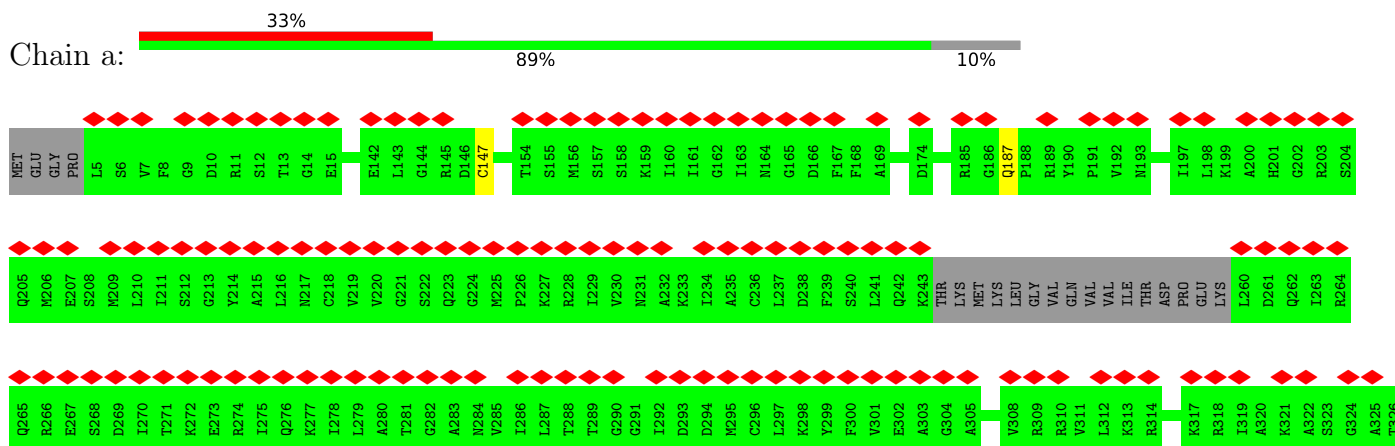 33%
Chain a:
89% 10%
MET GLU GLY PRO L5 S6 V7 F8 G9 D10 R11 S12 T13 G14 E15 E142 L143 G144 R145 D146 C147 T154 S155 M156 S157 S158 K159 I160 I161 G162 I163 N164 G165 D166 F167 F168 A169 D174 R185 G186 Q187 P188 R189 Y190 P191 V192 N193 I197 L198 K199 A200 H201 G202 R203 S204
Q205 M206 E207 S208 M209 L210 I211 S212 G213 Y214 A215 L216 N217 C218 V219 V220 G221 S222 Q223 G224 M225 P226 K227 R228 I229 V230 N231 A232 K233 I234 A235 C236 L237 D238 F239 S240 L241 Q242 K243 THR LYS MET LYS LEU GLY VAL GLN VAL VAL ILE THR ASP PRO GLU LYS L260 D261 Q262 I263 R264
Q265 R266 E267 S268 D269 I270 T271 K272 E273 R274 I275 Q276 K277 I278 L279 A280 T281 G282 A283 N284 V285 I286 L287 T288 T289 G290 G291 I292 D293 D294 M295 C296 L297 K298 Y299 F300 V301 E302 A303 G304 A305 V308 R309 R310 V311 L312 K313 R314 K317 R318 I319 A320 K321 A322 S323 G324 A325 T326